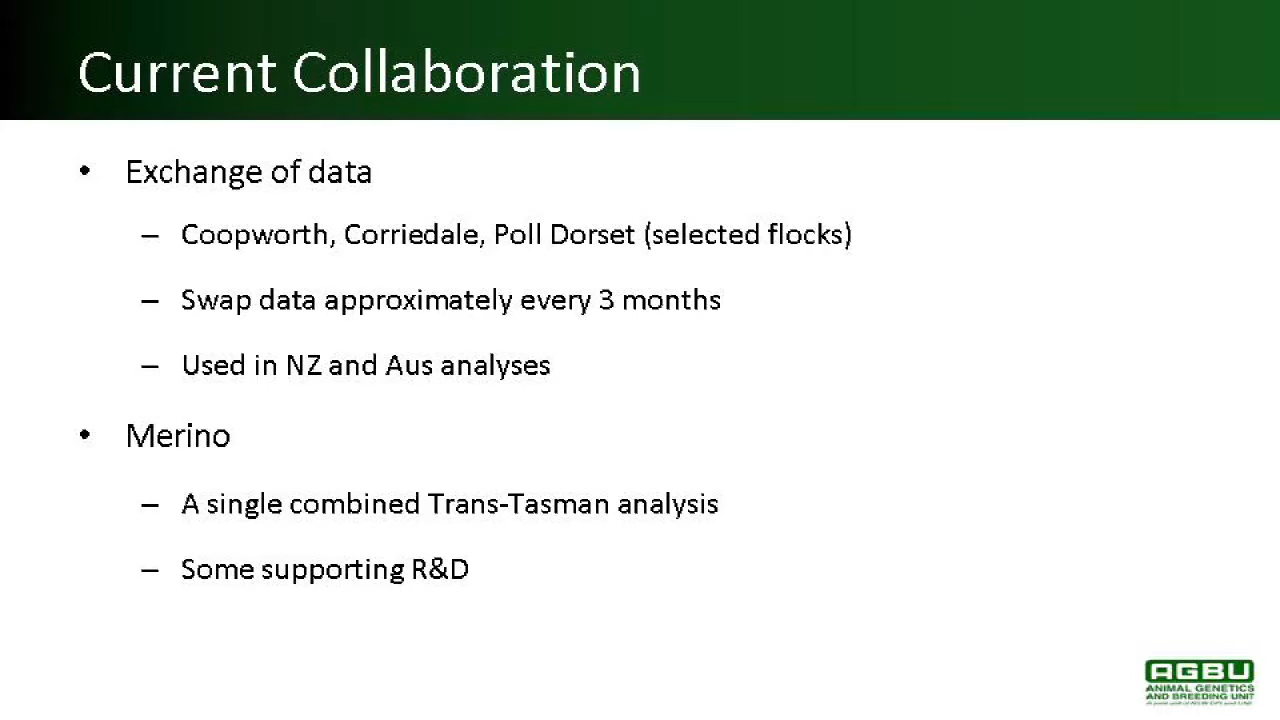 Current Collaboration
• Exchange of data
– Coopworth, Corriedale, Poll Dorset (selected flocks)
– Swap data approximately every 3 months
– Used in NZ and Aus analyses
• Merino
– A single combined Trans-Tasman analysis
– Some supporting R&D
AGBU
ANIMAL GENETICS
AND BREEDING UNIT